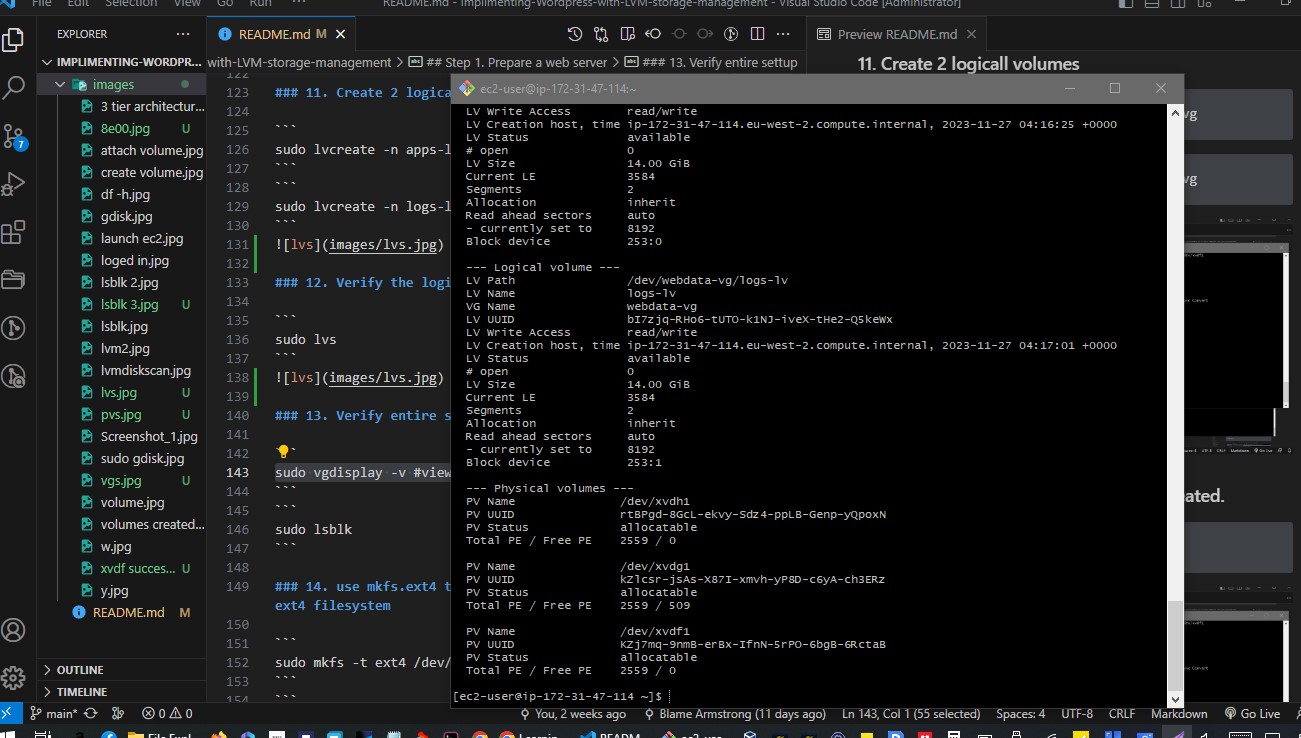 File Edit Selection View Go Run ···
README.md - Implimenting-Wordpress-with-LVM-storage-management - Visual Studio Code [Administrator]
EXPLORER ···
IMPLIMENTING-WORDPR...
images
3 tier architectur...
8e00.jpg U
attach volume.jpg
create volume.jpg
df -h.jpg
gdisk.jpg
launch ec2.jpg
loged in.jpg
lsblk 2.jpg
lsblk 3.jpg U
lsblk.jpg
lvm2.jpg
lvmdiskscan.jpg
lvs.jpg U
pvs.jpg U
Screenshot_1.jpg
sudo gdisk.jpg
vgs.jpg U
volume.jpg
volumes created...
w.jpg
xvdf succes... U
y.jpg
README.md M
OUTLINE
TIMELINE
7
README.md M
with-LVM-storage-management > ## Step 1. Prepare a web server > ### 13. Verify entire settup
122
123 ### 11. Create 2 logica
124
125 ```
126 sudo lvcreate -n apps-l
127 ```
128 ```
129 sudo lvcreate -n logs-l
130 ```
131 ![lvs](images/lvs.jpg)
132
133 ### 12. Verify the logi
134
135 ```
136 sudo lvs
137 ```
138 ![lvs](images/lvs.jpg)
139
140 ### 13. Verify entire s
141
142
143 sudo vgdisplay -v #view
144 ```
145 ```
146 sudo lsblk
147 ```
148
149 ### 14. use mkfs.ext4 t
ext4 filesystem
150
151 ```
152 sudo mkfs -t ext4 /dev/
153 ```
154 ```
Preview README.md
11. Create 2 logicall volumes
vg
vg
ated.
ec2-user@ip-172-31-47-114:~
LV Write Access read/write
LV Creation host, time ip-172-31-47-114.eu-west-2.compute.internal, 2023-11-27 04:16:25 +0000
LV Status available
# open 0
LV Size 14.00 GiB
Current LE 3584
Segments 2
Allocation inherit
Read ahead sectors auto
- currently set to 8192
Block device 253:0
--- Logical volume ---
LV Path /dev/webdata-vg/logs-lv
LV Name logs-lv
VG Name webdata-vg
LV UUID bI7zjq-RHo6-tUTO-k1NJ-iveX-tHe2-Q5keWx
LV Write Access read/write
LV Creation host, time ip-172-31-47-114.eu-west-2.compute.internal, 2023-11-27 04:17:01 +0000
LV Status available
# open 0
LV Size 14.00 GiB
Current LE 3584
Segments 2
Allocation inherit
Read ahead sectors auto
- currently set to 8192
Block device 253:1
--- Physical volumes ---
PV Name /dev/xvdh1
PV UUID rtBPgd-8GcL-ekvy-Sdz4-ppLB-Genp-yQpoxN
PV Status allocatable
Total PE / Free PE 2559 / 0
PV Name /dev/xvdg1
PV UUID kZlcsr-jsAs-X87I-xmvh-yP8D-c6yA-ch3ERz
PV Status allocatable
Total PE / Free PE 2559 / 509
PV Name /dev/xvdf1
PV UUID KZj7mq-9nmB-erBx-IfnN-5rPO-6bgB-6RctaB
PV Status allocatable
Total PE / Free PE 2559 / 0
[ec2-user@ip-172-31-47-114 ~]$
main* 0 0 You, 2 weeks ago Blame Armstrong (11 days ago) Ln 143, Col 1 (55 selected) Spaces: 4 UTF-8 CRLF Markdown Go Live